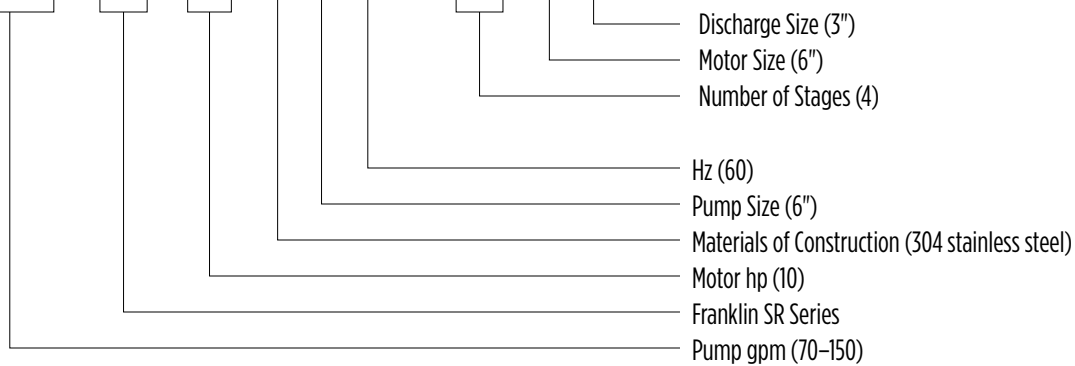 Discharge Size (3")
Motor Size (6")
Number of Stages (4)
Hz (60)
Pump Size (6")
Materials of Construction (304 stainless steel)
Motor hp (10)
Franklin SR Series
Pump gpm (70–150)